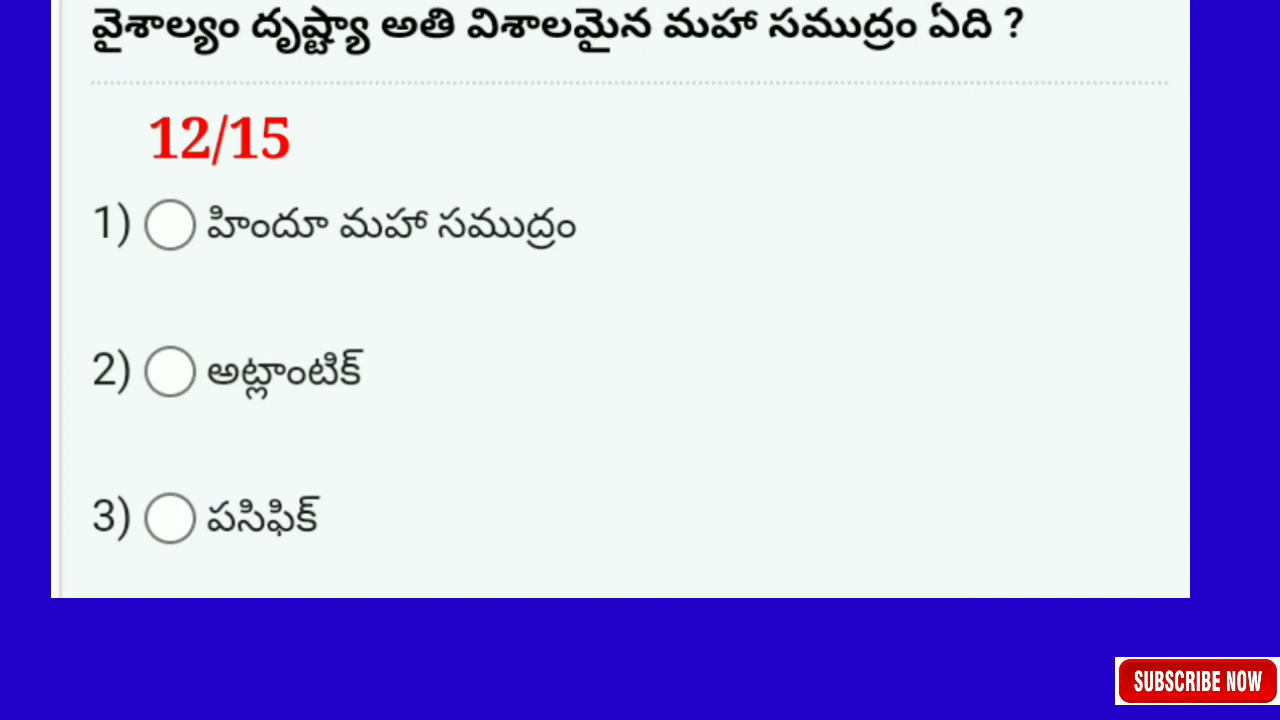 వైశాల్యం దృష్ట్యా అతి విశాలమైన మహా సముద్రం ఏది ?
12/15
1) హిందూ మహా సముద్రం
2) అట్లాంటిక్
3) పసిఫిక్
SUBSCRIBE NOW